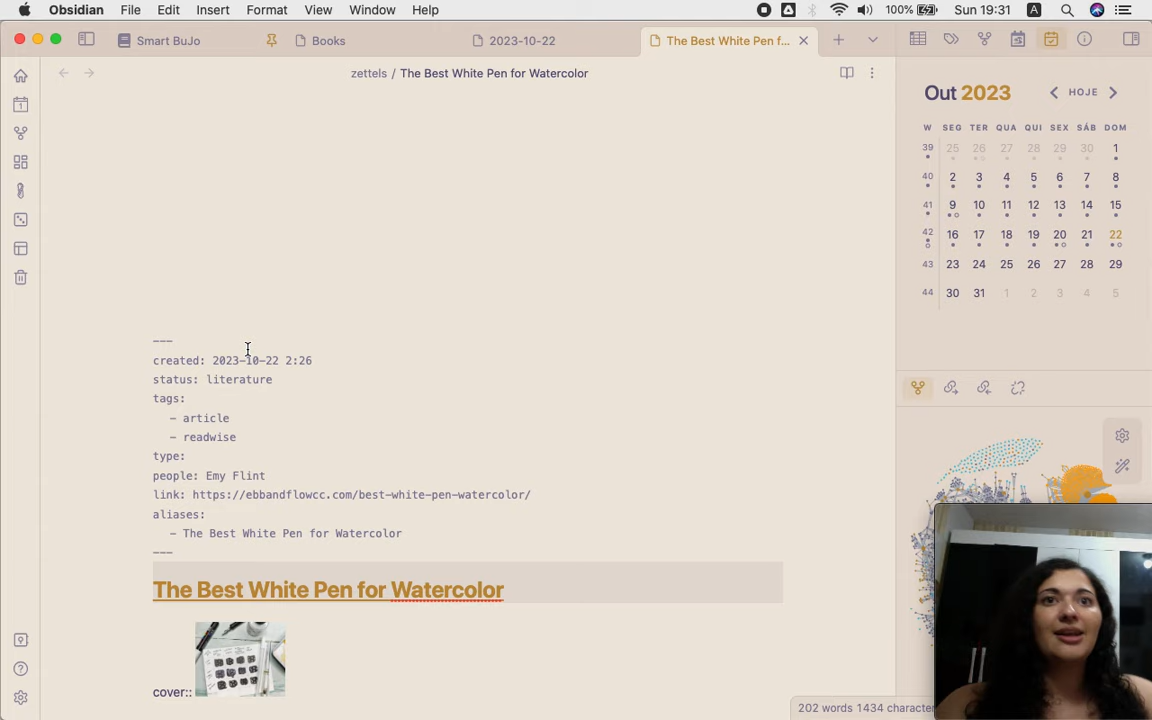 Obsidian File Edit Insert Format View Window Help 100% Sun 19:31 A
Smart BuJo Books 2023-10-22 The Best White Pen f...
zettels / The Best White Pen for Watercolor
Out 2023 HOJE
W SEG TER QUA QUI SEX SÁB DOM
39 25 26 27 28 29 30 1
40 2 3 4 5 6 7 8
41 9 10 11 12 13 14 15
42 16 17 18 19 20 21 22
43 23 24 25 26 27 28 29
44 30 31 1 2 3 4 5
---
created: 2023-10-22 2:26
status: literature
tags:
- article
- readwise
type:
people: Emy Flint
link: https://ebbandflowcc.com/best-white-pen-watercolor/
aliases:
- The Best White Pen for Watercolor
---
The Best White Pen for Watercolor
cover::
202 words 1434 character